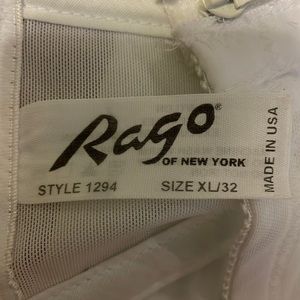 Rago®
OF NEW YORK
STYLE 1294 SIZE XL/32
MADE IN USA